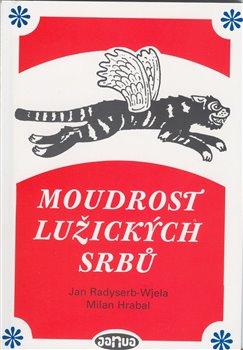 MOUDROST
LUŽICKÝCH
SRBŮ
Jan Radyserb-Wjela
Milan Hrabal
JANUA